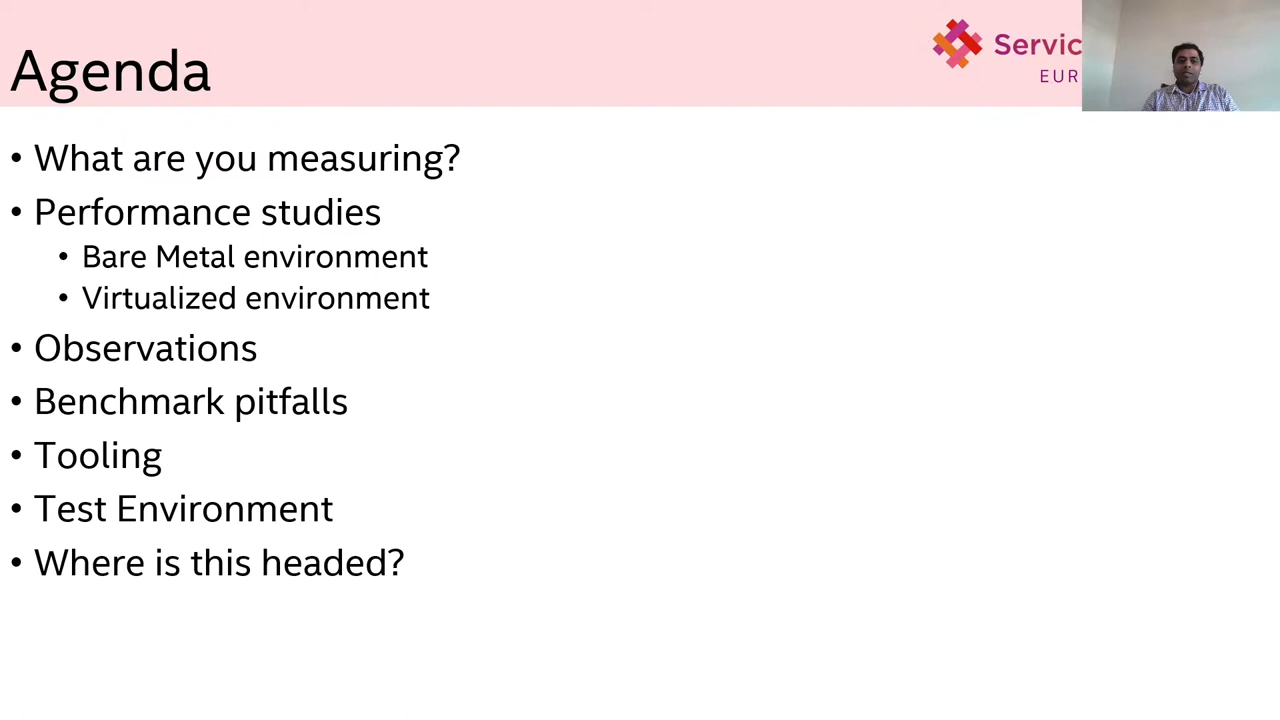 Agenda
Servic
EUR
• What are you measuring?
• Performance studies
• Bare Metal environment
• Virtualized environment
• Observations
• Benchmark pitfalls
• Tooling
• Test Environment
• Where is this headed?